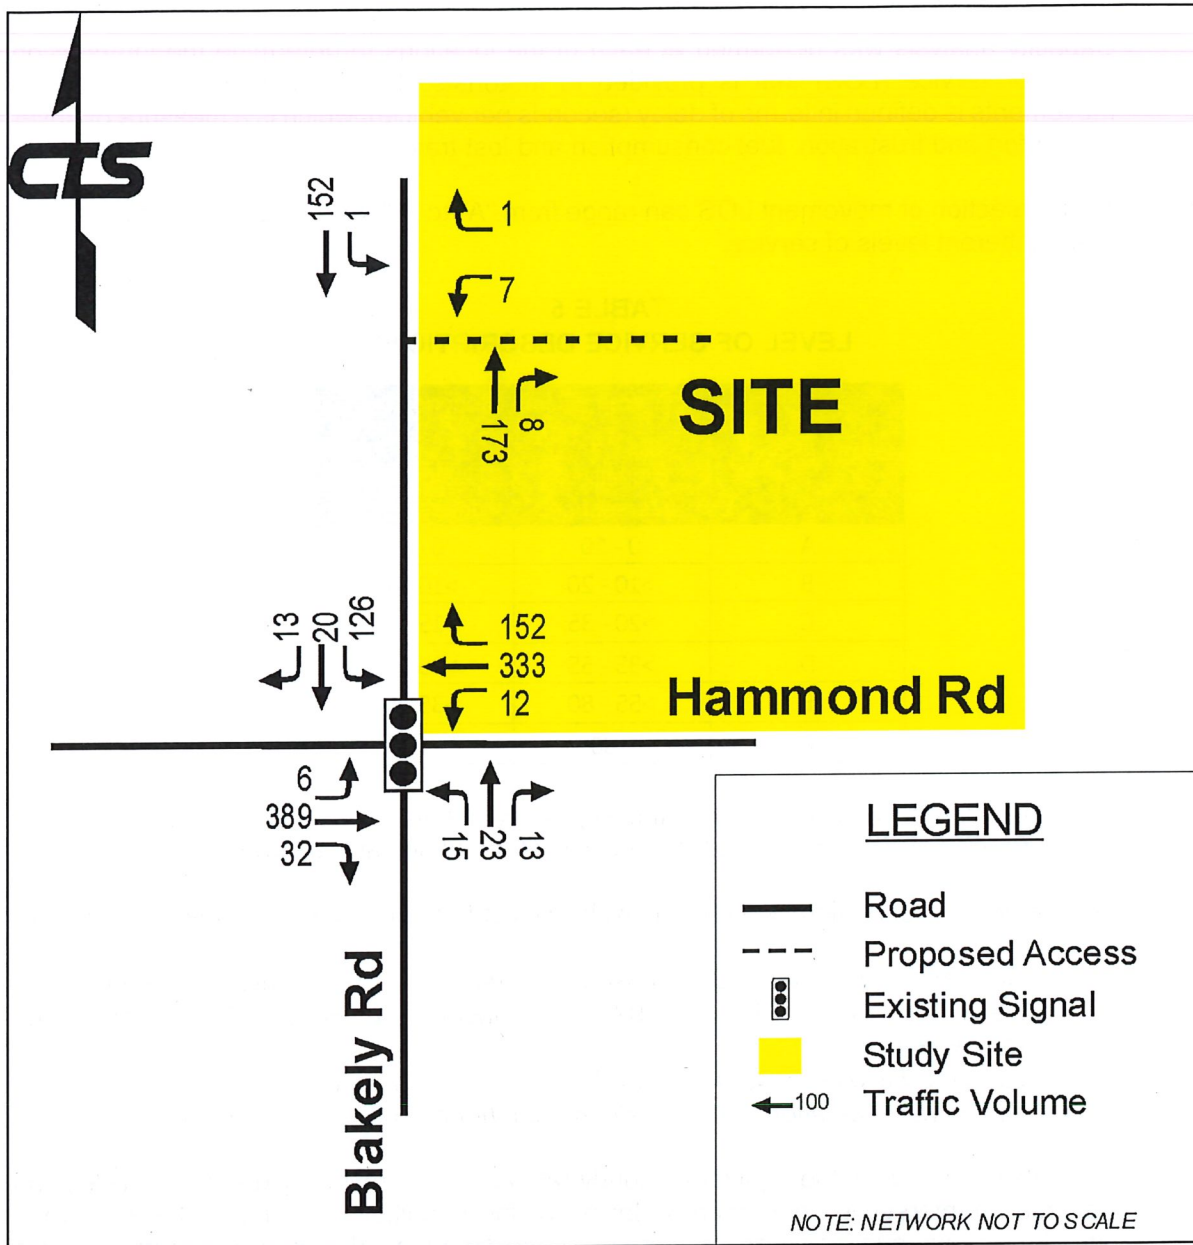 CTS
152
1
1
7
SITE
173
8
13
20
126
152
333
12
Hammond Rd
6
389
32
15
23
13
Blakely Rd
LEGEND
Road
Proposed Access
Existing Signal
Study Site
100
Traffic Volume
NOTE: NETWORK NOT TO SCALE